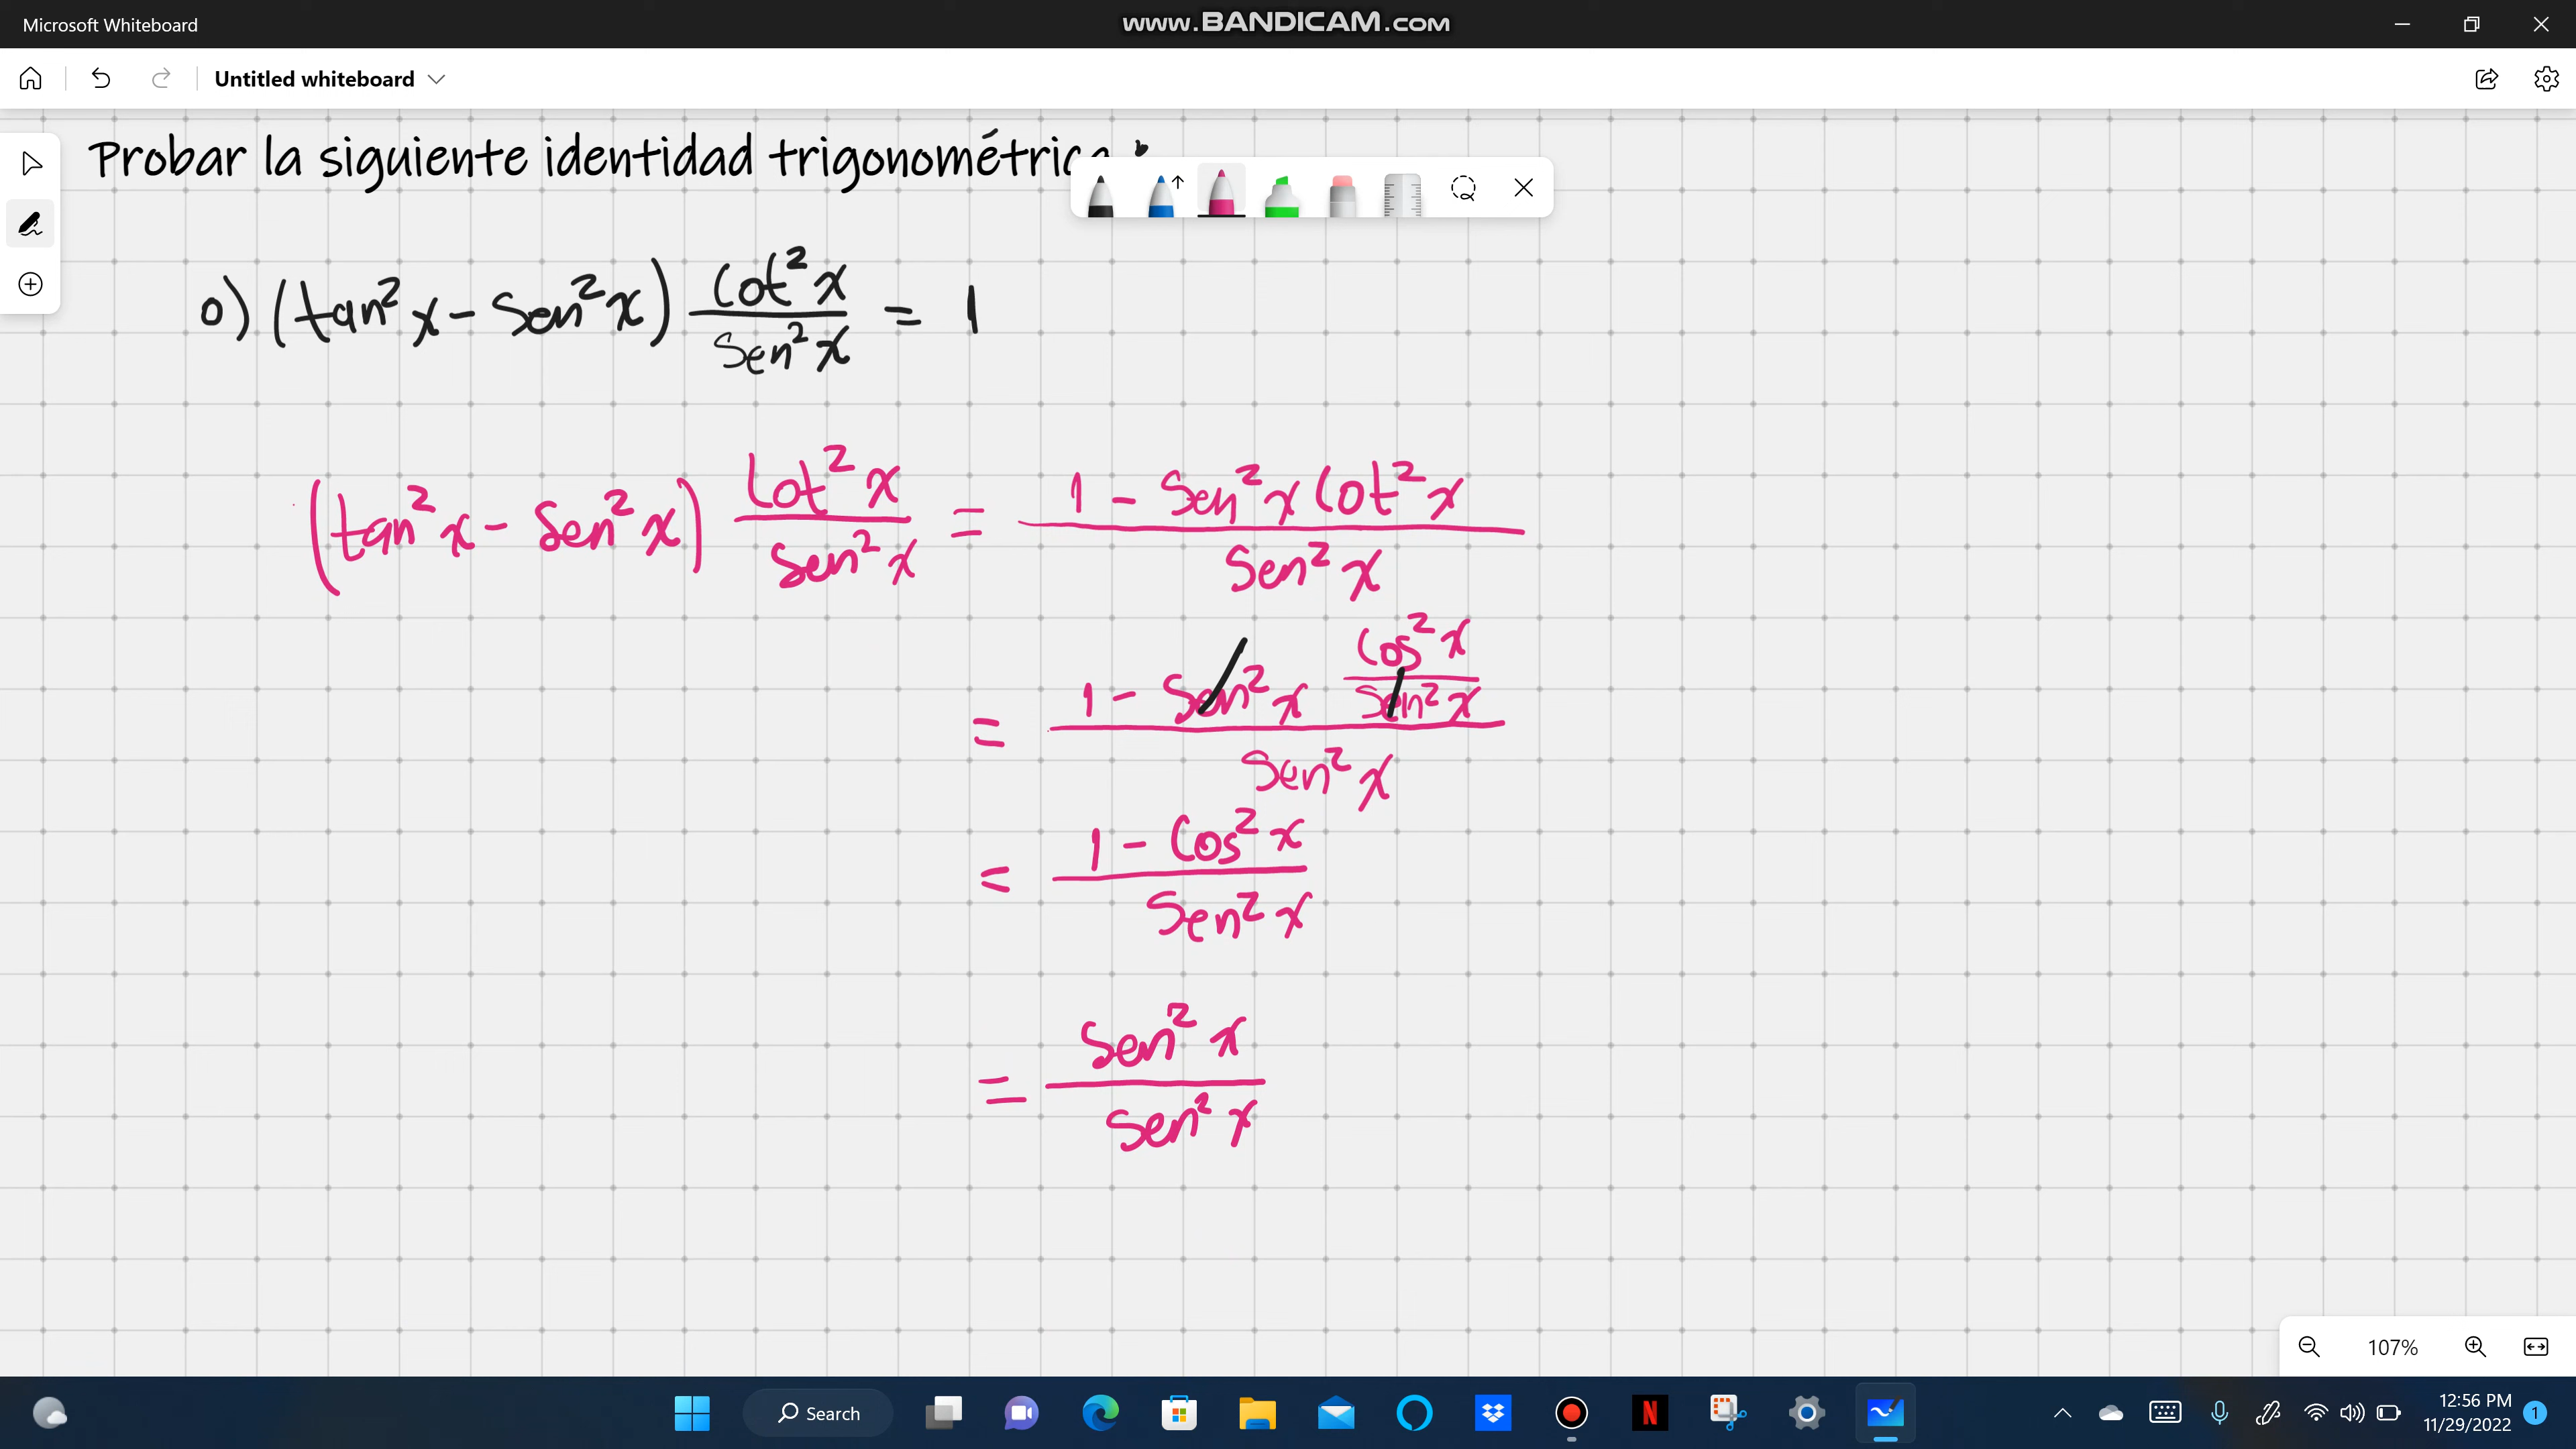 Microsoft Whiteboard
www.BANDICAM.com
Untitled whiteboard
Probar la siguiente identidad trigonométrica:
o) (tan²x - Sen²x) Cot²x / Sen²x = 1
(tan²x - Sen²x) Cot²x / Sen²x = 1 - Sen²x Cot²x / Sen²x
= 1 - Sen²x Cos²x / Sen²x / Sen²x
= 1 - Cos²x / Sen²x
= Sen²x / Sen²x
107%
Search
12:56 PM
11/29/2022
1